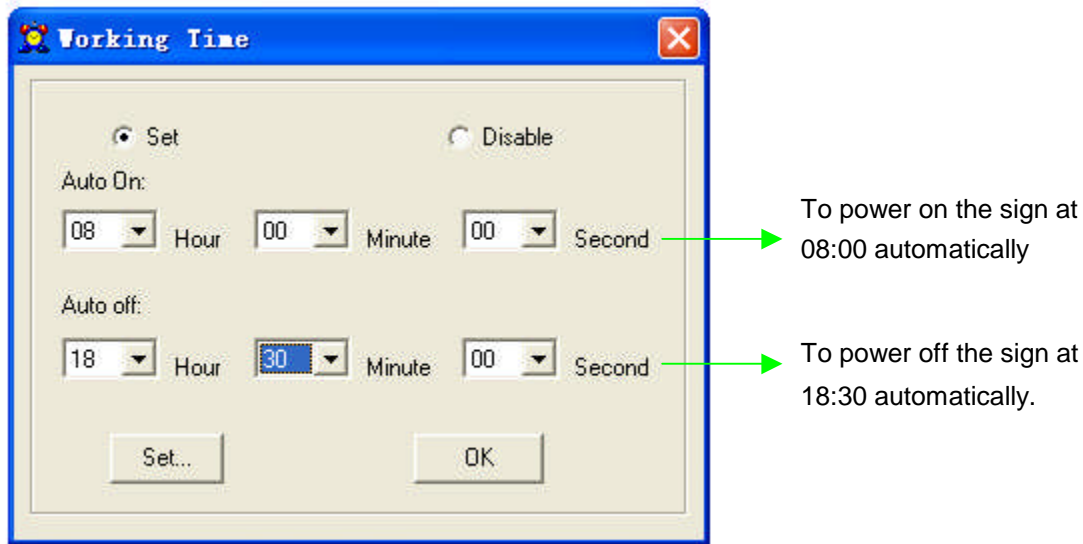 Working Time
Set Disable
Auto On:
08 Hour 00 Minute 00 Second
To power on the sign at
08:00 automatically
Auto off:
18 Hour 30 Minute 00 Second
To power off the sign at
18:30 automatically.
Set... OK